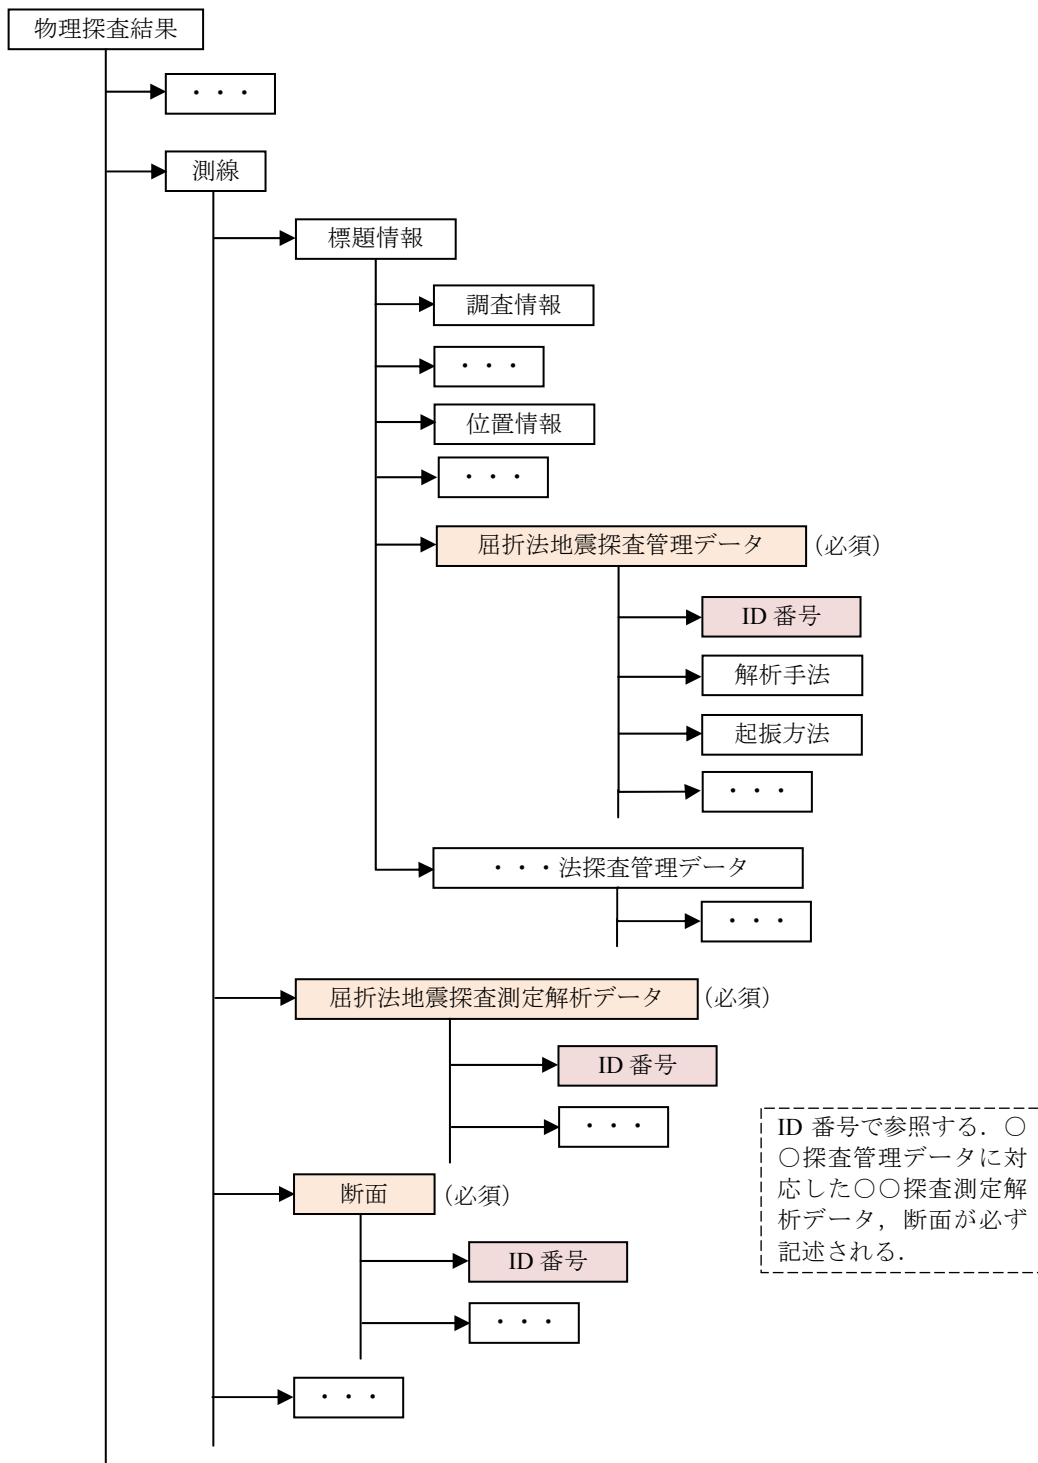 物理探査結果
・・・
測線
標題情報
調査情報
・・・
位置情報
・・・
屈折法地震探査管理データ (必須)
ID 番号
解析手法
起振方法
・・・
・・・法探査管理データ
・・・
屈折法地震探査測定解析データ (必須)
ID 番号
・・・
断面 (必須)
ID 番号
・・・
・・・
ID 番号で参照する．○
○探査管理データに対
応した○○探査測定解
析データ，断面が必ず
記述される．